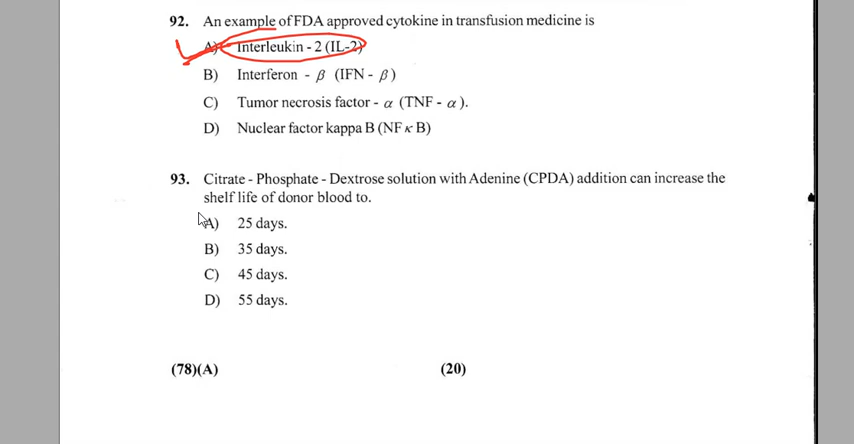 92. An example of FDA approved cytokine in transfusion medicine is
A) Interleukin - 2 (IL-2)
B) Interferon - β (IFN - β)
C) Tumor necrosis factor - α (TNF - α).
D) Nuclear factor kappa B (NF κ B)
93. Citrate - Phosphate - Dextrose solution with Adenine (CPDA) addition can increase the
shelf life of donor blood to.
A) 25 days.
B) 35 days.
C) 45 days.
D) 55 days.
(78)(A) (20)